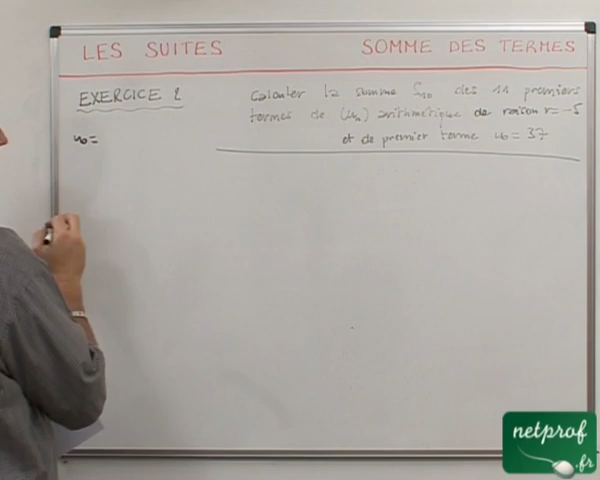 LES SUITES SOMME DES TERMES
EXERCICE 2
Calculer la somme S10 des 11 premiers
termes de (un) arithmétique de raison r = -5
et de premier terme u0 = 37
u0 =
netprof
.fr